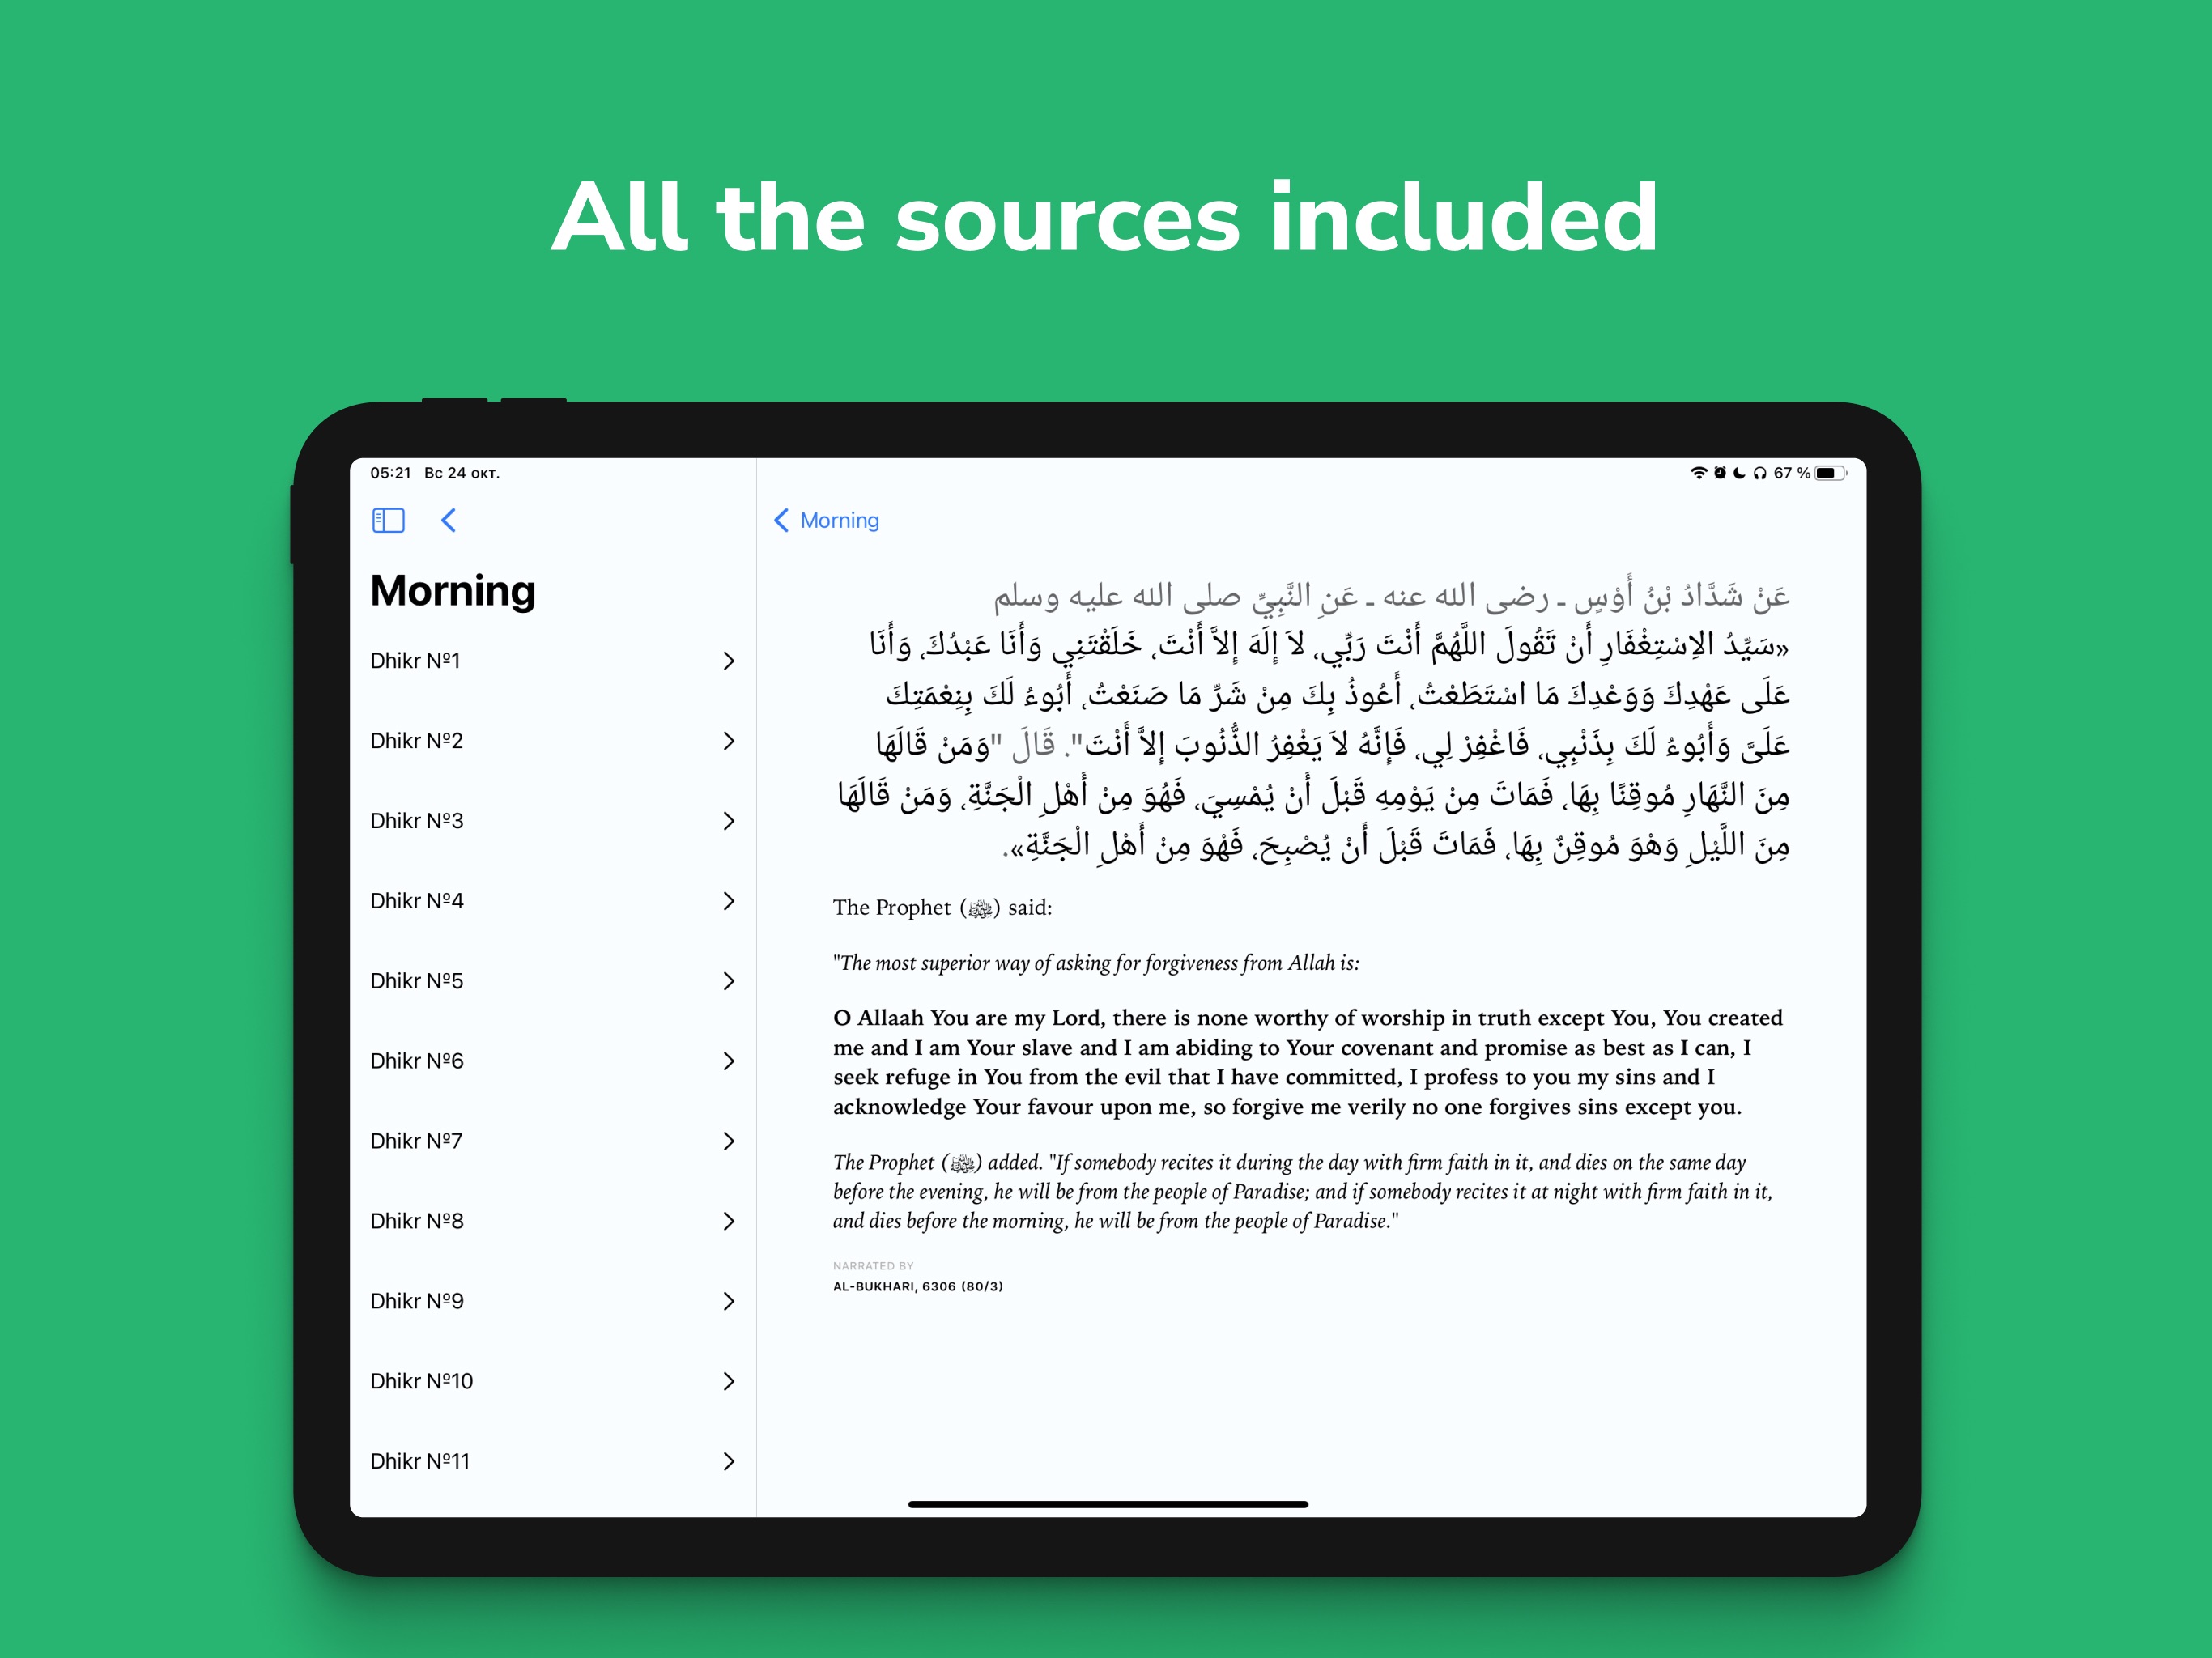 All the sources included
05:21 Вс 24 окт.
67 %
Morning
Dhikr №1
Dhikr №2
Dhikr №3
Dhikr №4
Dhikr №5
Dhikr №6
Dhikr №7
Dhikr №8
Dhikr №9
Dhikr №10
Dhikr №11
Morning
عَنْ شَدَّادُ بْنُ أَوْسٍ ـ رضى الله عنه ـ عَنِ النَّبِيِّ صلى الله عليه وسلم
«سَيِّدُ الاِسْتِغْفَارِ أَنْ تَقُولَ اللَّهُمَّ أَنْتَ رَبِّي، لاَ إِلَهَ إِلاَّ أَنْتَ، خَلَقْتَنِي وَأَنَا عَبْدُكَ، وَأَنَا
عَلَى عَهْدِكَ وَوَعْدِكَ مَا اسْتَطَعْتُ، أَعُوذُ بِكَ مِنْ شَرِّ مَا صَنَعْتُ، أَبُوءُ لَكَ بِنِعْمَتِكَ
عَلَىَّ وَأَبُوءُ لَكَ بِذَنْبِي، فَاغْفِرْ لِي، فَإِنَّهُ لاَ يَغْفِرُ الذُّنُوبَ إِلاَّ أَنْتَ". قَالَ "وَمَنْ قَالَهَا
مِنَ النَّهَارِ مُوقِنًا بِهَا، فَمَاتَ مِنْ يَوْمِهِ قَبْلَ أَنْ يُمْسِيَ، فَهُوَ مِنْ أَهْلِ الْجَنَّةِ، وَمَنْ قَالَهَا
مِنَ اللَّيْلِ وَهْوَ مُوقِنٌ بِهَا، فَمَاتَ قَبْلَ أَنْ يُصْبِحَ، فَهْوَ مِنْ أَهْلِ الْجَنَّةِ».
The Prophet (ﷺ) said:
"The most superior way of asking for forgiveness from Allah is:
O Allaah You are my Lord, there is none worthy of worship in truth except You, You created
me and I am Your slave and I am abiding to Your covenant and promise as best as I can, I
seek refuge in You from the evil that I have committed, I profess to you my sins and I
acknowledge Your favour upon me, so forgive me verily no one forgives sins except you.
The Prophet (ﷺ) added. "If somebody recites it during the day with firm faith in it, and dies on the same day
before the evening, he will be from the people of Paradise; and if somebody recites it at night with firm faith in it,
and dies before the morning, he will be from the people of Paradise."
NARRATED BY
AL-BUKHARI, 6306 (80/3)